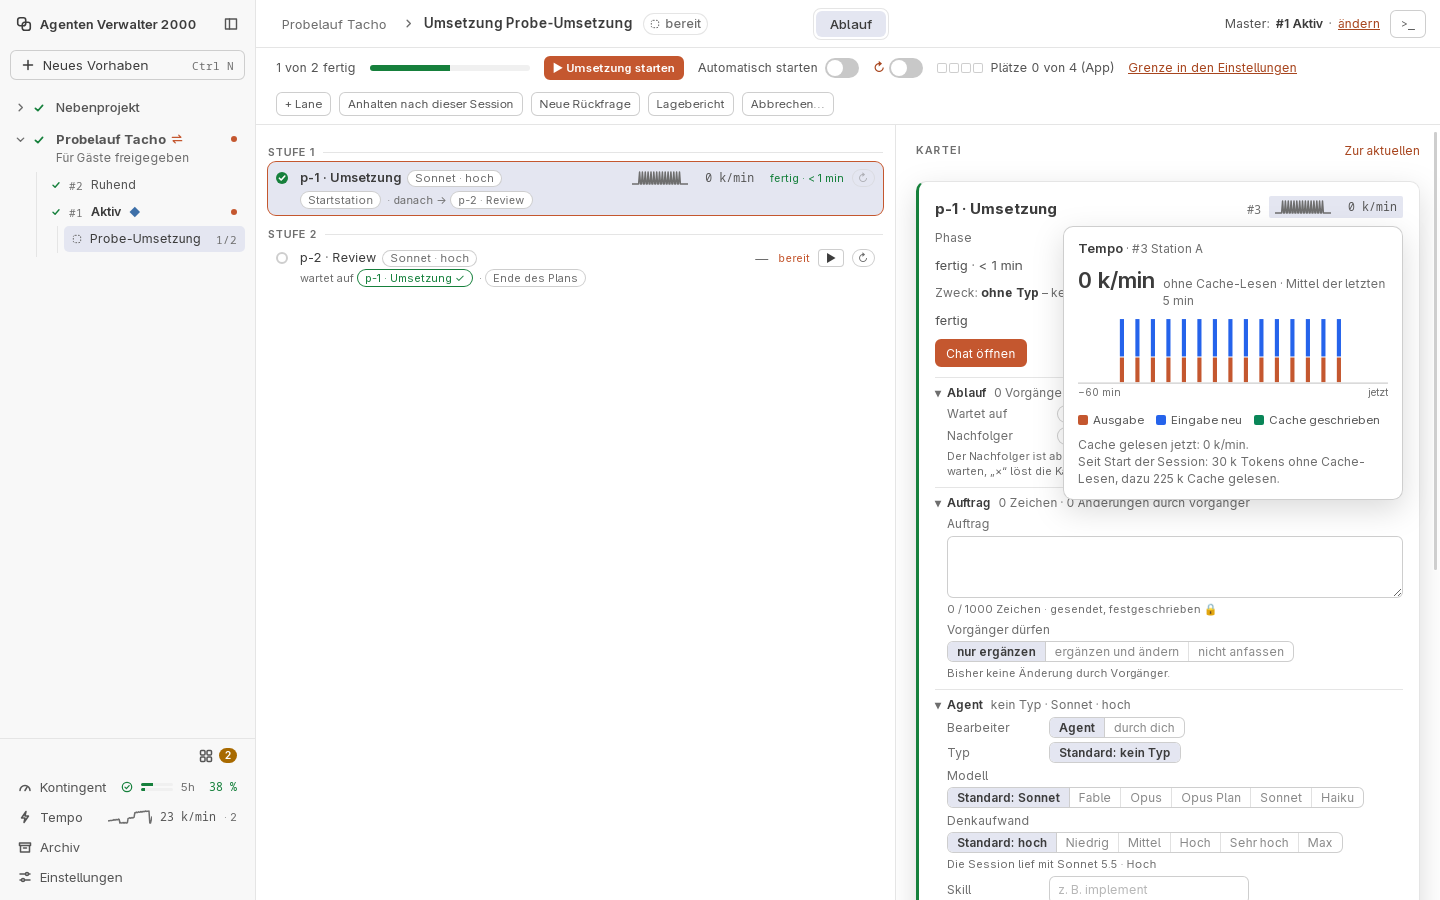 Agenten Verwalter 2000
Neues Vorhaben Ctrl N
Nebenprojekt
Probelauf Tacho
Für Gäste freigegeben
#2 Ruhend
#1 Aktiv
Probe-Umsetzung 1/2
2
Kontingent 5h 38 %
Tempo 23 k/min · 2
Archiv
Einstellungen
Probelauf Tacho Umsetzung Probe-Umsetzung bereit
Ablauf
Master: #1 Aktiv · ändern >_
1 von 2 fertig Umsetzung starten Automatisch starten Plätze 0 von 4 (App) Grenze in den Einstellungen
+ Lane Anhalten nach dieser Session Neue Rückfrage Lagebericht Abbrechen…
STUFE 1
p-1 · Umsetzung Sonnet · hoch 0 k/min fertig · < 1 min
Startstation · danach → p-2 · Review
STUFE 2
p-2 · Review Sonnet · hoch — bereit
wartet auf p-1 · Umsetzung ✓ · Ende des Plans
KARTEI Zur aktuellen
p-1 · Umsetzung #3 0 k/min
Phase
fertig · < 1 min
Zweck: ohne Typ – ke
fertig
Chat öffnen
Tempo · #3 Station A
0 k/min ohne Cache-Lesen · Mittel der letzten
5 min
−60 min jetzt
Ausgabe Eingabe neu Cache geschrieben
Cache gelesen jetzt: 0 k/min.
Seit Start der Session: 30 k Tokens ohne Cache-
Lesen, dazu 225 k Cache gelesen.
▾ Ablauf 0 Vorgänge
Wartet auf
Nachfolger
Der Nachfolger ist ab
warten, „×“ löst die Ka
▾ Auftrag 0 Zeichen · 0 Änderungen durch Vorgänger
Auftrag
0 / 1000 Zeichen · gesendet, festgeschrieben 🔒
Vorgänger dürfen
nur ergänzen ergänzen und ändern nicht anfassen
Bisher keine Änderung durch Vorgänger.
▾ Agent kein Typ · Sonnet · hoch
Bearbeiter Agent durch dich
Typ Standard: kein Typ
Modell
Standard: Sonnet Fable Opus Opus Plan Sonnet Haiku
Denkaufwand
Standard: hoch Niedrig Mittel Hoch Sehr hoch Max
Die Session lief mit Sonnet 5.5 · Hoch
Skill z. B. implement